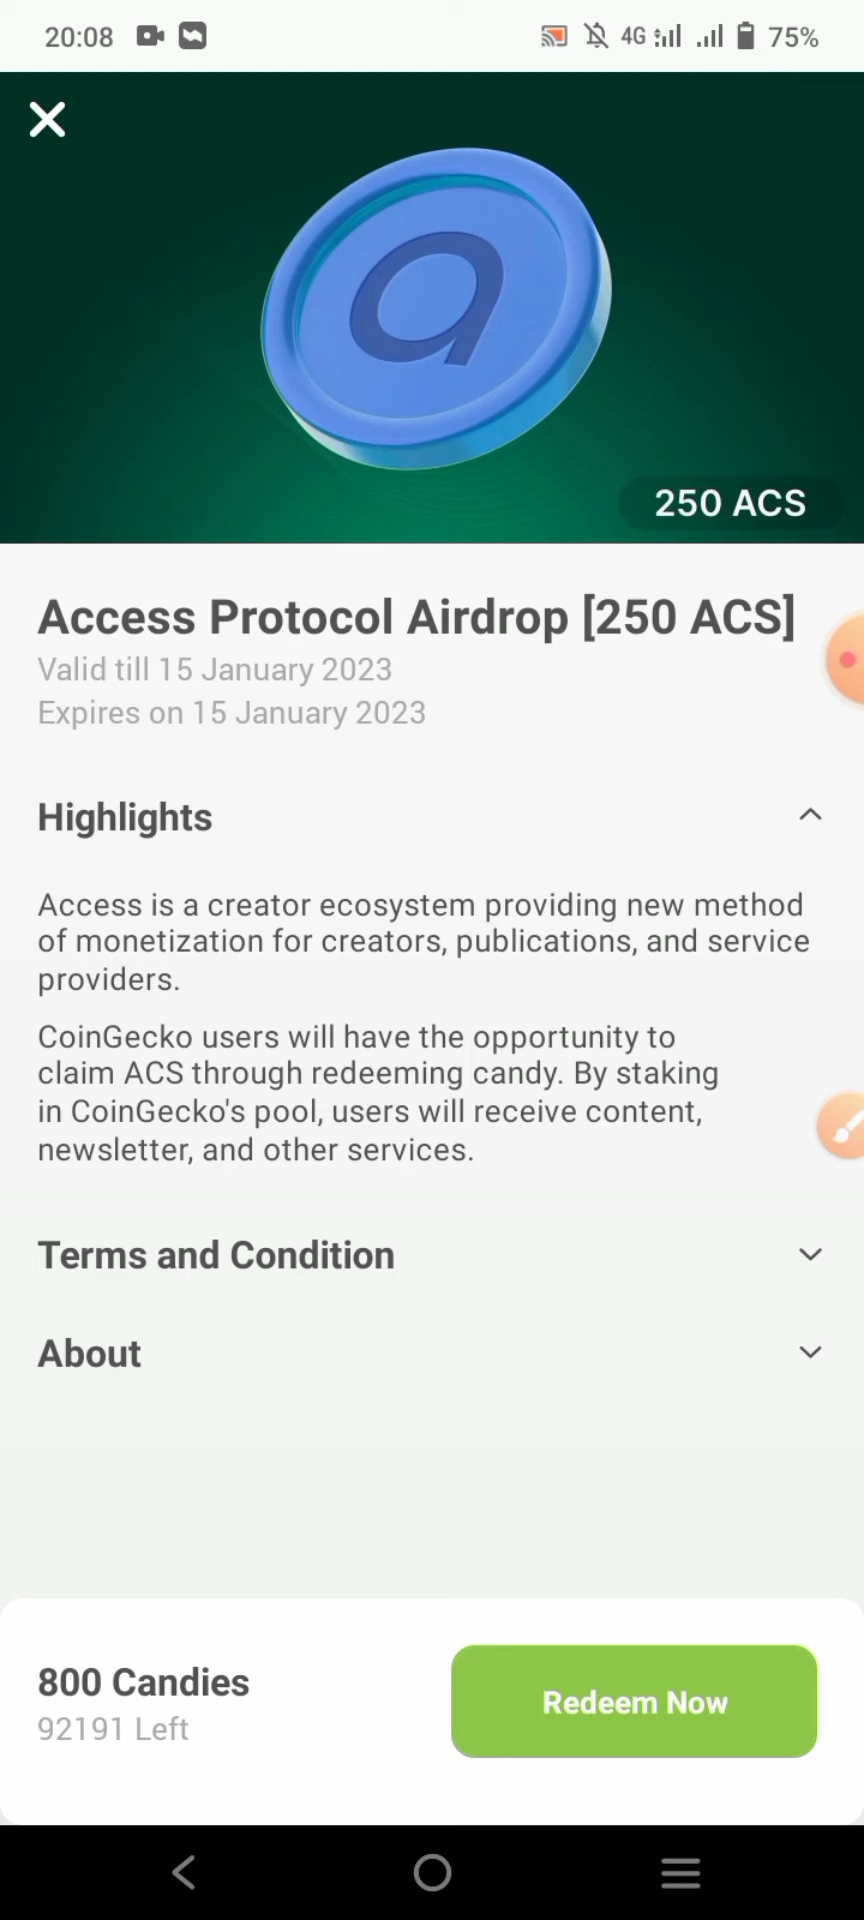 20:08
4G
75%
250 ACS
Access Protocol Airdrop [250 ACS]
Valid till 15 January 2023
Expires on 15 January 2023
Highlights
Access is a creator ecosystem providing new method
of monetization for creators, publications, and service
providers.
CoinGecko users will have the opportunity to
claim ACS through redeeming candy. By staking
in CoinGecko's pool, users will receive content,
newsletter, and other services.
Terms and Condition
About
800 Candies
92191 Left
Redeem Now